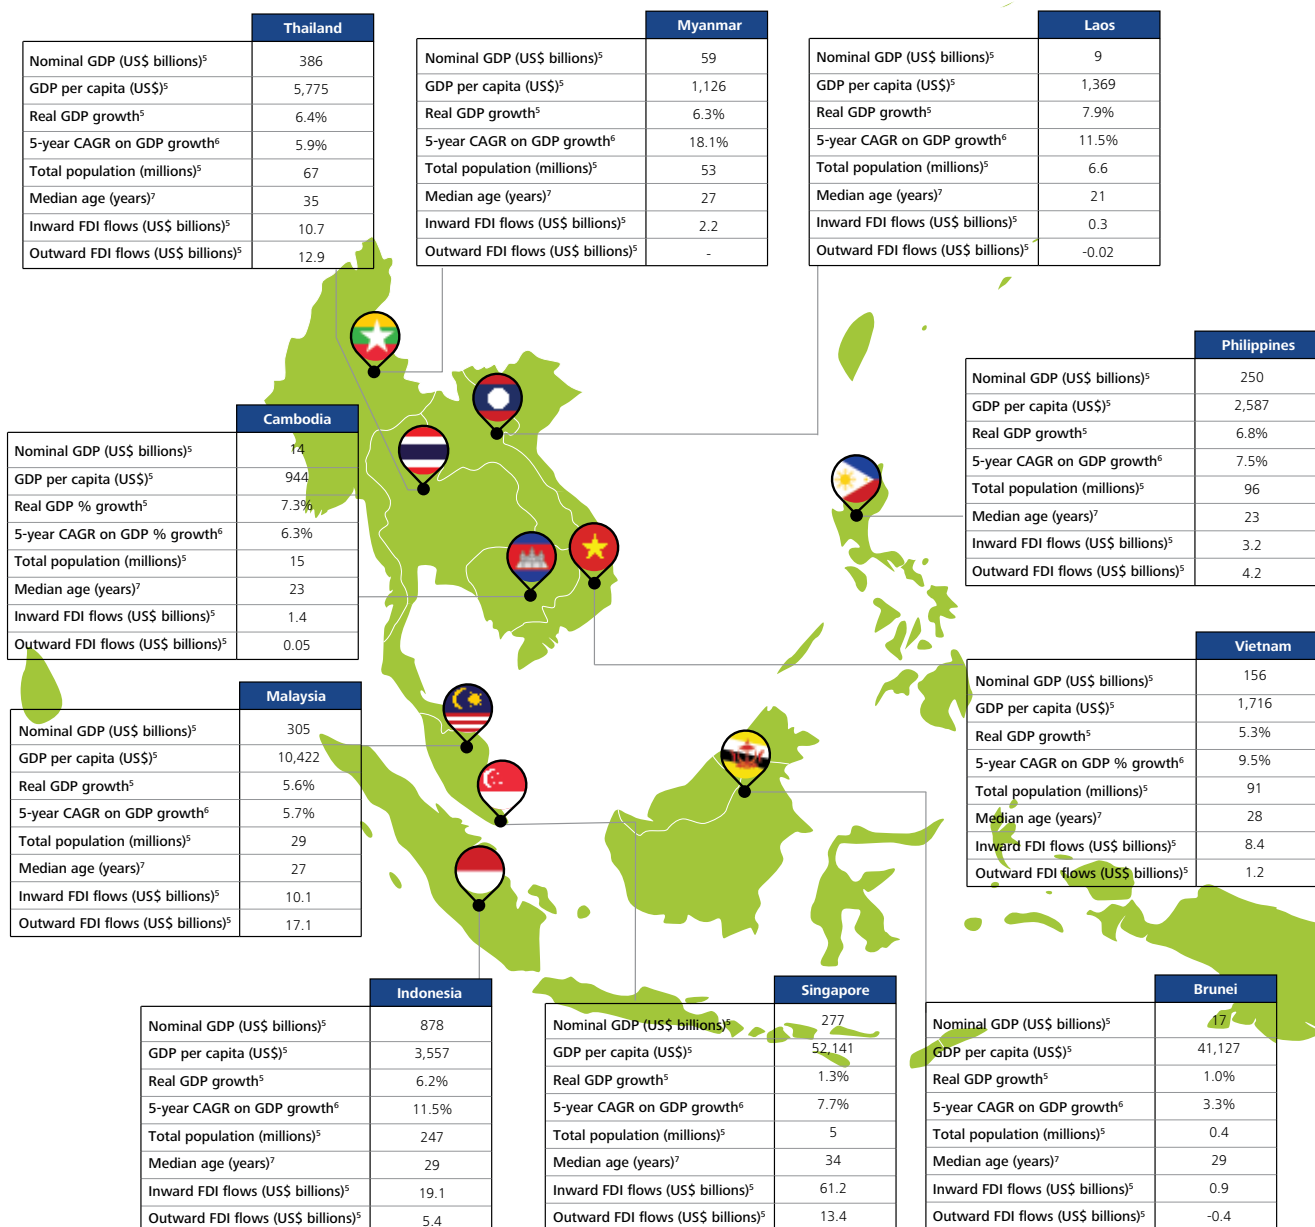 Thailand
Nominal GDP (US$ billions)⁵ 386
GDP per capita (US$)⁵ 5,775
Real GDP growth⁵ 6.4%
5-year CAGR on GDP growth⁶ 5.9%
Total population (millions)⁵ 67
Median age (years)⁷ 35
Inward FDI flows (US$ billions)⁵ 10.7
Outward FDI flows (US$ billions)⁵ 12.9
Myanmar
Nominal GDP (US$ billions)⁵ 59
GDP per capita (US$)⁵ 1,126
Real GDP growth⁵ 6.3%
5-year CAGR on GDP growth⁶ 18.1%
Total population (millions)⁵ 53
Median age (years)⁷ 27
Inward FDI flows (US$ billions)⁵ 2.2
Outward FDI flows (US$ billions)⁵ -
Laos
Nominal GDP (US$ billions)⁵ 9
GDP per capita (US$)⁵ 1,369
Real GDP growth⁵ 7.9%
5-year CAGR on GDP growth⁶ 11.5%
Total population (millions)⁵ 6.6
Median age (years)⁷ 21
Inward FDI flows (US$ billions)⁵ 0.3
Outward FDI flows (US$ billions)⁵ -0.02
Philippines
Nominal GDP (US$ billions)⁵ 250
GDP per capita (US$)⁵ 2,587
Real GDP growth⁵ 6.8%
5-year CAGR on GDP growth⁶ 7.5%
Total population (millions)⁵ 96
Median age (years)⁷ 23
Inward FDI flows (US$ billions)⁵ 3.2
Outward FDI flows (US$ billions)⁵ 4.2
Cambodia
Nominal GDP (US$ billions)⁵ 14
GDP per capita (US$)⁵ 944
Real GDP % growth⁵ 7.3%
5-year CAGR on GDP % growth⁶ 6.3%
Total population (millions)⁵ 15
Median age (years)⁷ 23
Inward FDI flows (US$ billions)⁵ 1.4
Outward FDI flows (US$ billions)⁵ 0.05
Vietnam
Nominal GDP (US$ billions)⁵ 156
GDP per capita (US$)⁵ 1,716
Real GDP growth⁵ 5.3%
5-year CAGR on GDP % growth⁶ 9.5%
Total population (millions)⁵ 91
Median age (years)⁷ 28
Inward FDI flows (US$ billions)⁵ 8.4
Outward FDI flows (US$ billions)⁵ 1.2
Malaysia
Nominal GDP (US$ billions)⁵ 305
GDP per capita (US$)⁵ 10,422
Real GDP growth⁵ 5.6%
5-year CAGR on GDP growth⁶ 5.7%
Total population (millions)⁵ 29
Median age (years)⁷ 27
Inward FDI flows (US$ billions)⁵ 10.1
Outward FDI flows (US$ billions)⁵ 17.1
Indonesia
Nominal GDP (US$ billions)⁵ 878
GDP per capita (US$)⁵ 3,557
Real GDP growth⁵ 6.2%
5-year CAGR on GDP growth⁶ 11.5%
Total population (millions)⁵ 247
Median age (years)⁷ 29
Inward FDI flows (US$ billions)⁵ 19.1
Outward FDI flows (US$ billions)⁵ 5.4
Singapore
Nominal GDP (US$ billions)⁵ 277
GDP per capita (US$)⁵ 52,141
Real GDP growth⁵ 1.3%
5-year CAGR on GDP growth⁶ 7.7%
Total population (millions)⁵ 5
Median age (years)⁷ 34
Inward FDI flows (US$ billions)⁵ 61.2
Outward FDI flows (US$ billions)⁵ 13.4
Brunei
Nominal GDP (US$ billions)⁵ 17
GDP per capita (US$)⁵ 41,127
Real GDP growth⁵ 1.0%
5-year CAGR on GDP growth⁶ 3.3%
Total population (millions)⁵ 0.4
Median age (years)⁷ 29
Inward FDI flows (US$ billions)⁵ 0.9
Outward FDI flows (US$ billions)⁵ -0.4